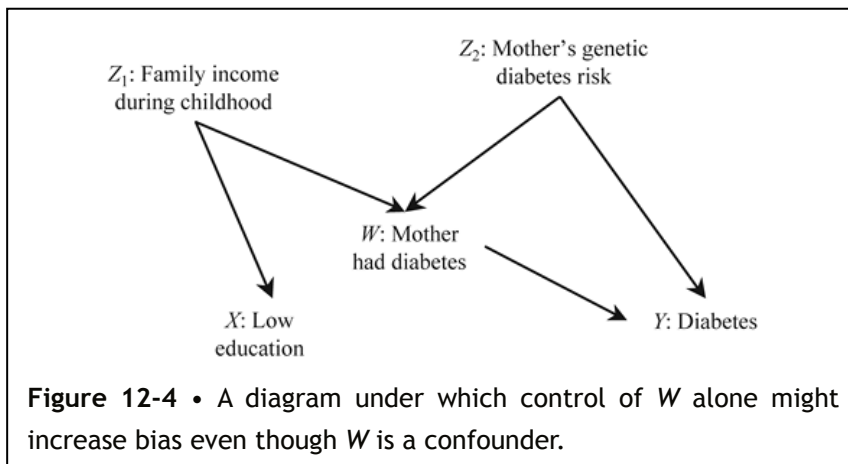 Z₂: Mother's genetic
diabetes risk
Z₁: Family income
during childhood
W: Mother
had diabetes
X: Low
education
Y: Diabetes
Figure 12-4 • A diagram under which control of W alone might
increase bias even though W is a confounder.